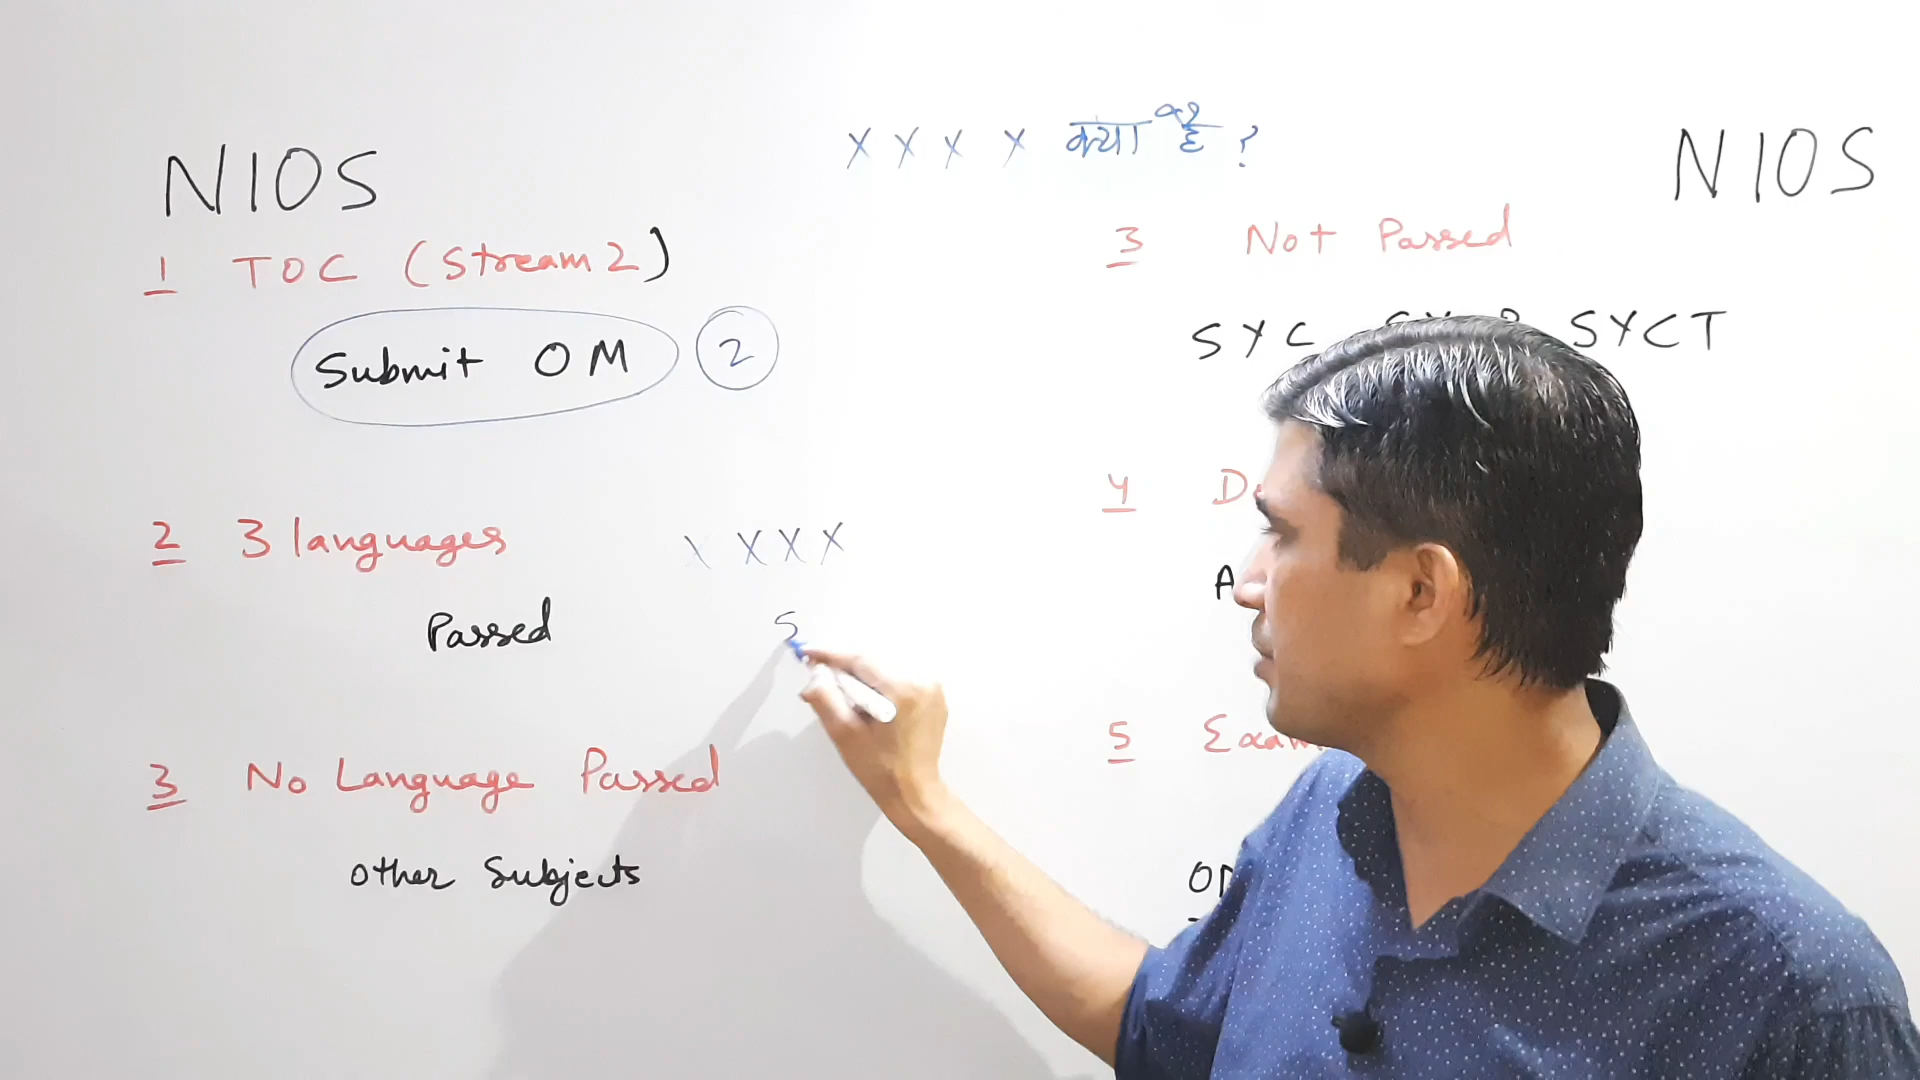 X X X X क्या है ?
NIOS
1 TOC (Stream 2)
Submit OM 2
2 3 languages
X X X X
Passed
S
3 No Language Passed
Other Subjects
NIOS
3 Not Passed
SYC SYCT
4
5 Exam